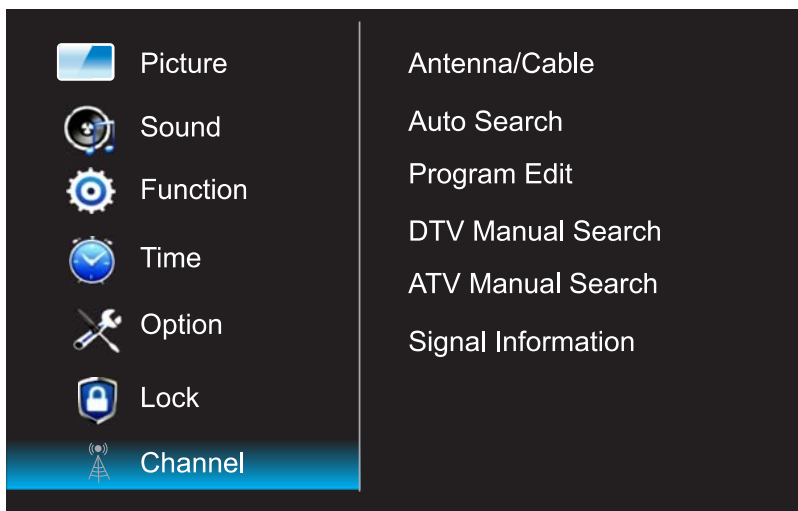 Picture
Sound
Function
Time
Option
Lock
Channel
Antenna/Cable
Auto Search
Program Edit
DTV Manual Search
ATV Manual Search
Signal Information